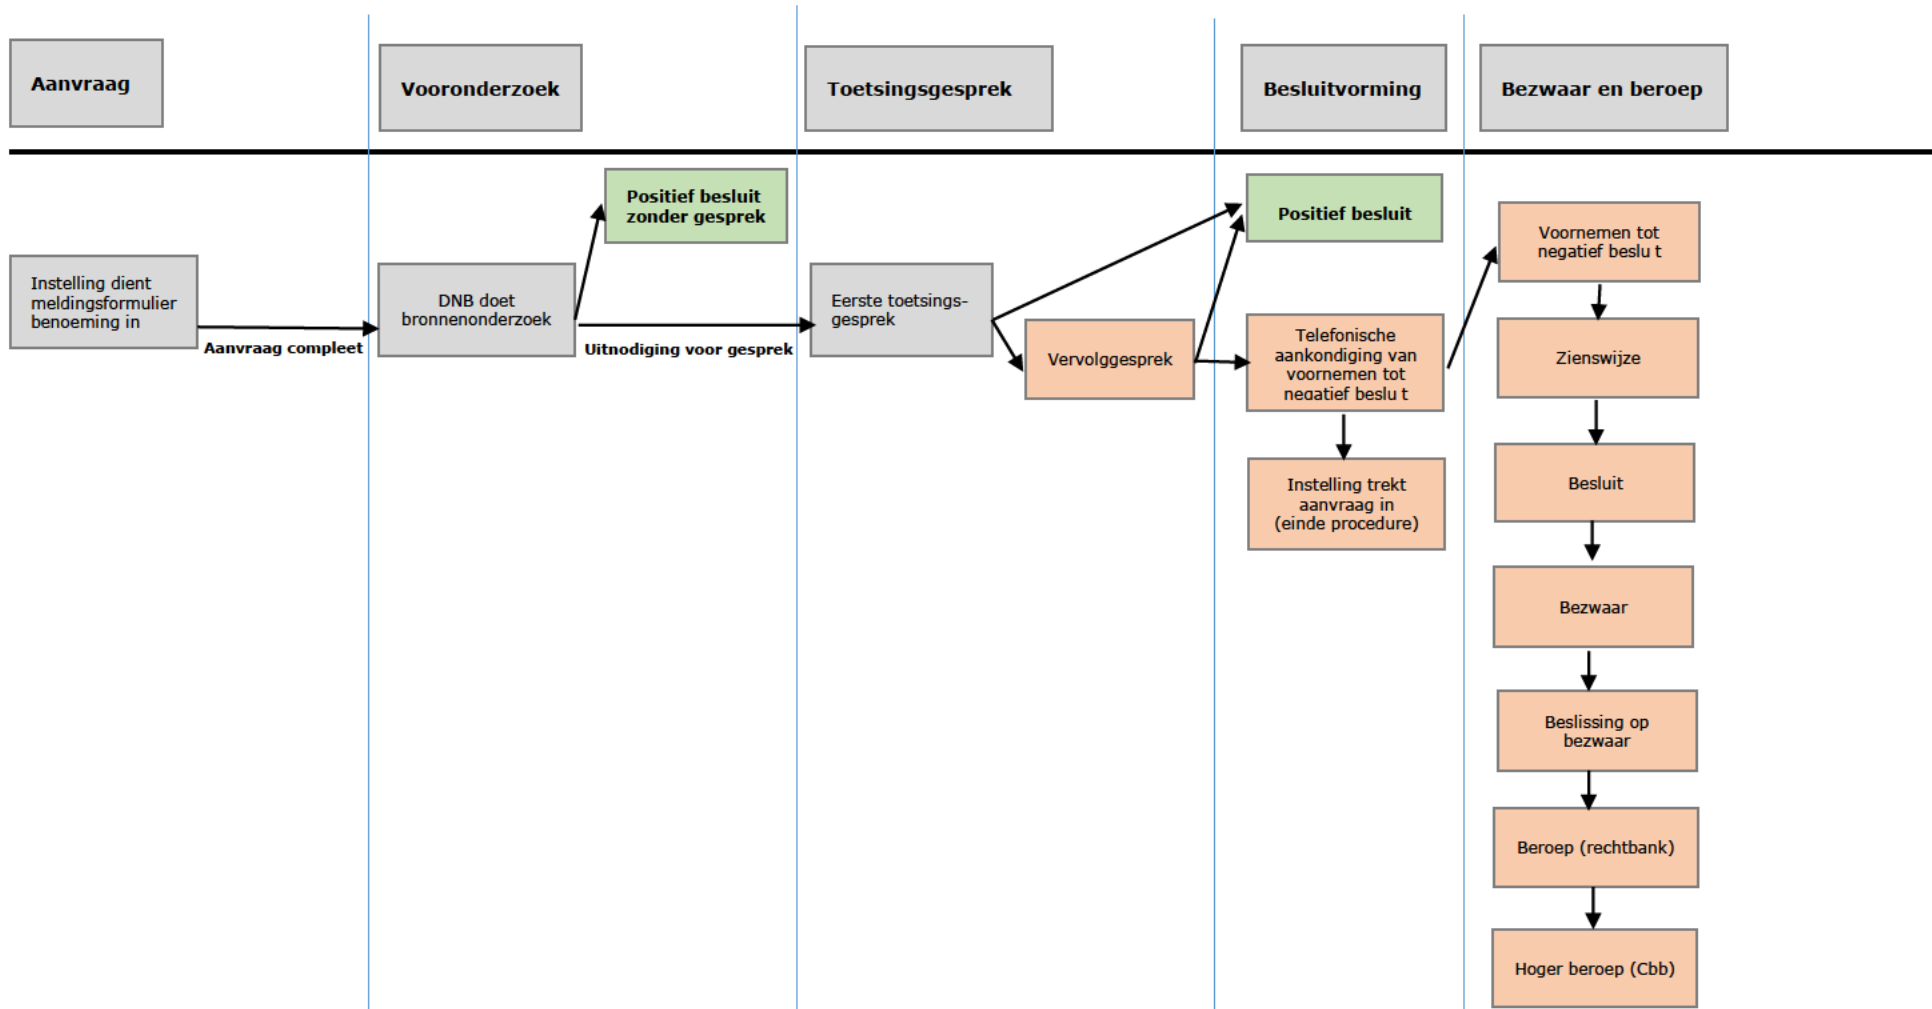 Aanvraag
Vooronderzoek
Toetsingsgesprek
Besluitvorming
Bezwaar en beroep
Instelling dient
meldingsformulier
benoeming in
Aanvraag compleet
DNB doet
bronnenonderzoek
Positief besluit
zonder gesprek
Uitnodiging voor gesprek
Eerste toetsings-
gesprek
Vervolggesprek
Positief besluit
Telefonische
aankondiging van
voornemen tot
negatief beslu t
Instelling trekt
aanvraag in
(einde procedure)
Voornemen tot
negatief beslu t
Zienswijze
Besluit
Bezwaar
Beslissing op
bezwaar
Beroep (rechtbank)
Hoger beroep (Cbb)